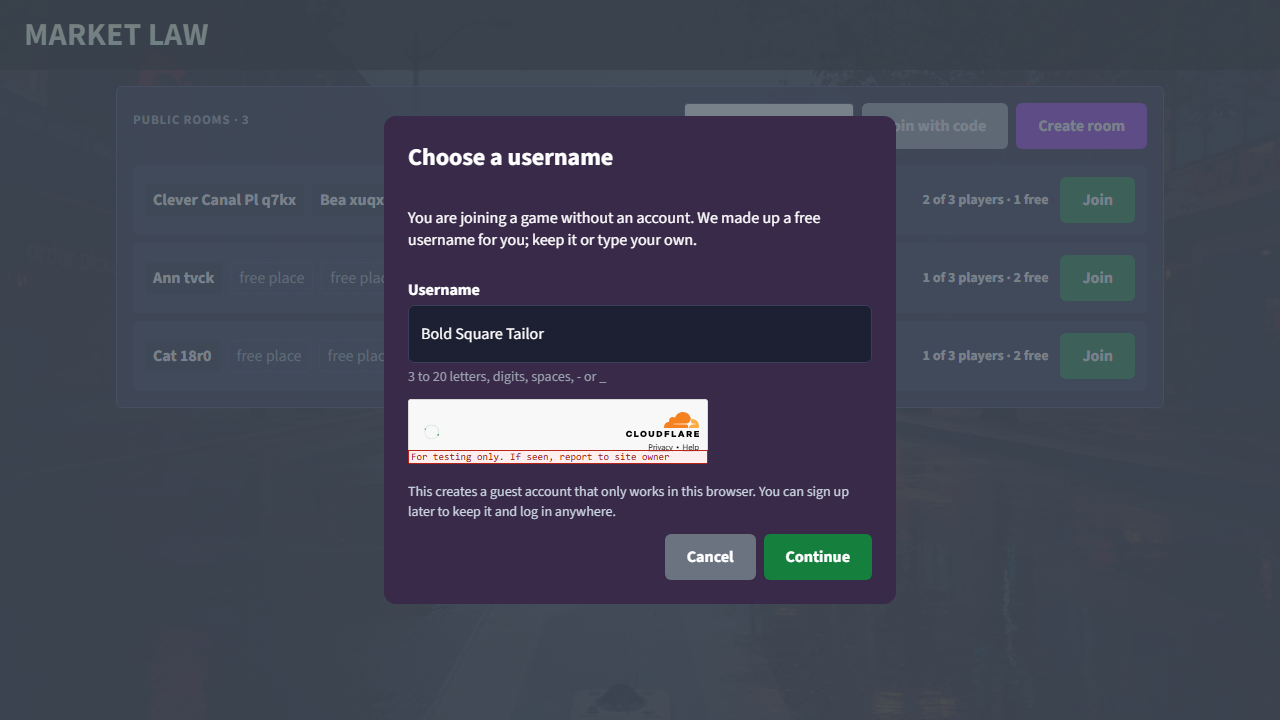 MARKET LAW
PUBLIC ROOMS · 3
with code
Create room
Clever Canal Pl q7kx
Bea xuqx
2 of 3 players · 1 free
Join
Ann tvck
free place
free
1 of 3 players · 2 free
Join
Cat 18r0
free place
free
1 of 3 players · 2 free
Join
Choose a username
You are joining a game without an account. We made up a free
username for you; keep it or type your own.
Username
Bold Square Tailor
3 to 20 letters, digits, spaces, - or _
CLOUDFLARE
Privacy • Help
For testing only. If seen, report to site owner
This creates a guest account that only works in this browser. You can sign up
later to keep it and log in anywhere.
Cancel
Continue